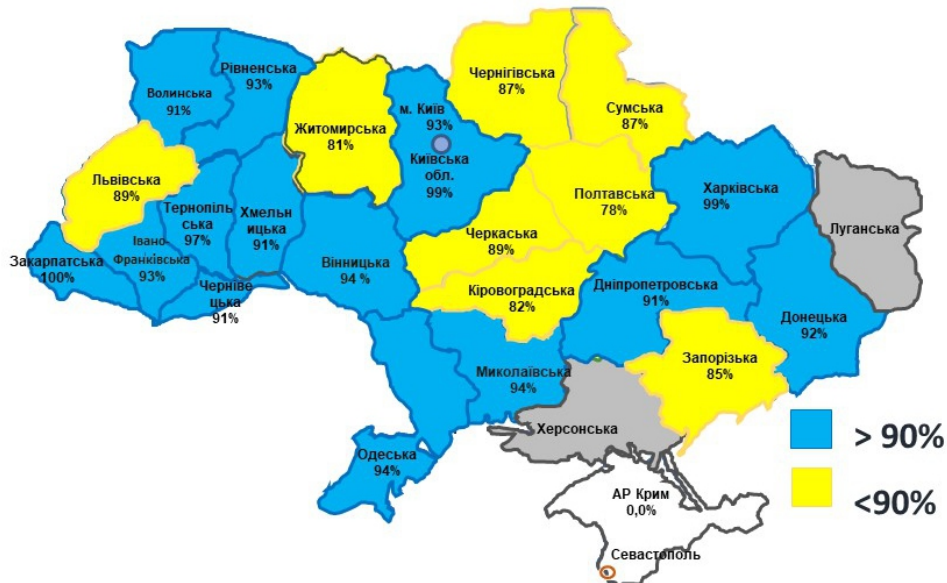 Рівненська
93%
Волинська
91%
Житомирська
81%
м. Київ
93%
Київська
обл.
99%
Чернігівська
87%
Сумська
87%
Львівська
89%
Тернопіль
ська
97%
Хмельн
ицька
91%
Івано
Франківська
93%
Закарпатська
100%
Черніве
цька
91%
Вінницька
94 %
Черкаська
89%
Полтавська
78%
Харківська
99%
Луганська
Кіровоградська
82%
Дніпропетровська
91%
Донецька
92%
Запорізька
85%
Миколаївська
94%
Херсонська
Одеська
94%
АР Крим
0,0%
Севастополь
> 90%
<90%